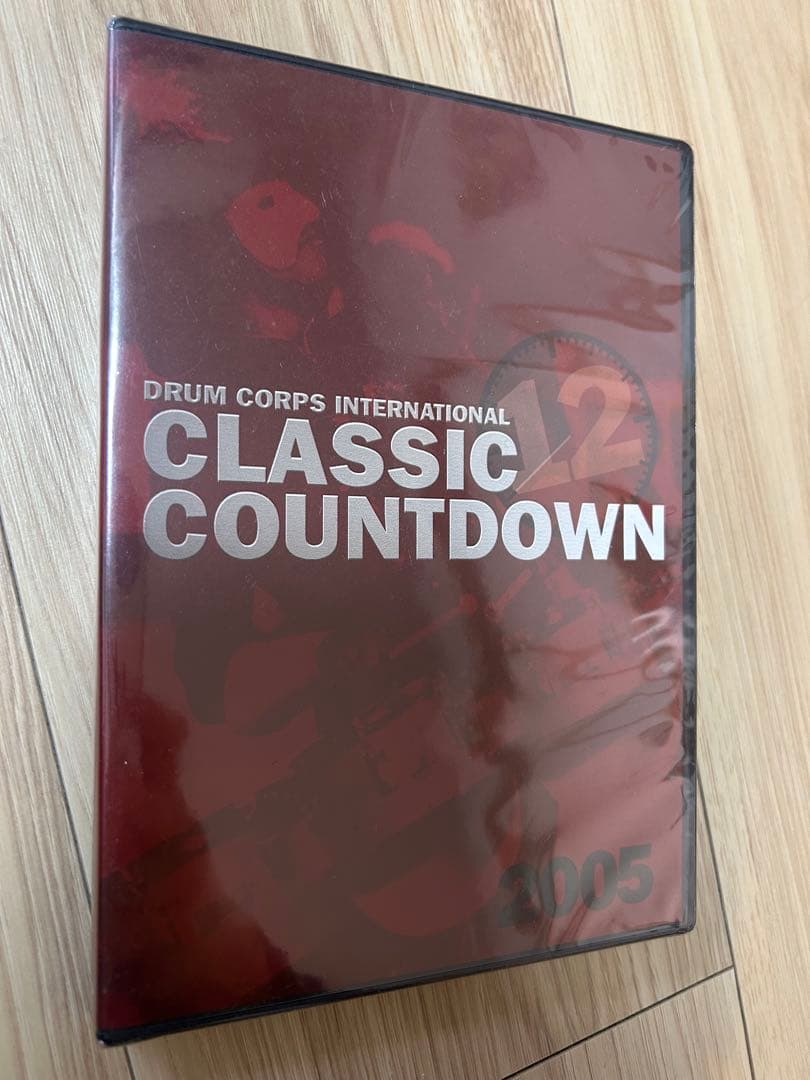 DRUM CORPS INTERNATIONAL
12
CLASSIC
COUNTDOWN
2005